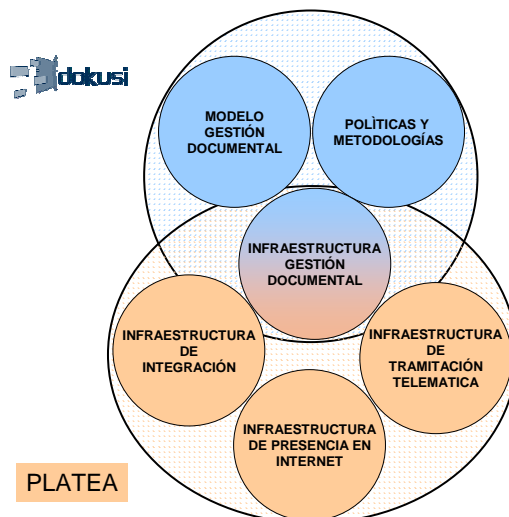 dokusi
MODELO
GESTIÓN
DOCUMENTAL
POLÌTICAS Y
METODOLOGÍAS
INFRAESTRUCTURA
GESTIÓN
DOCUMENTAL
INFRAESTRUCTURA
DE
INTEGRACIÓN
INFRAESTRUCTURA
DE
TRAMITACIÓN
TELEMATICA
INFRAESTRUCTURA
DE PRESENCIA EN
INTERNET
PLATEA